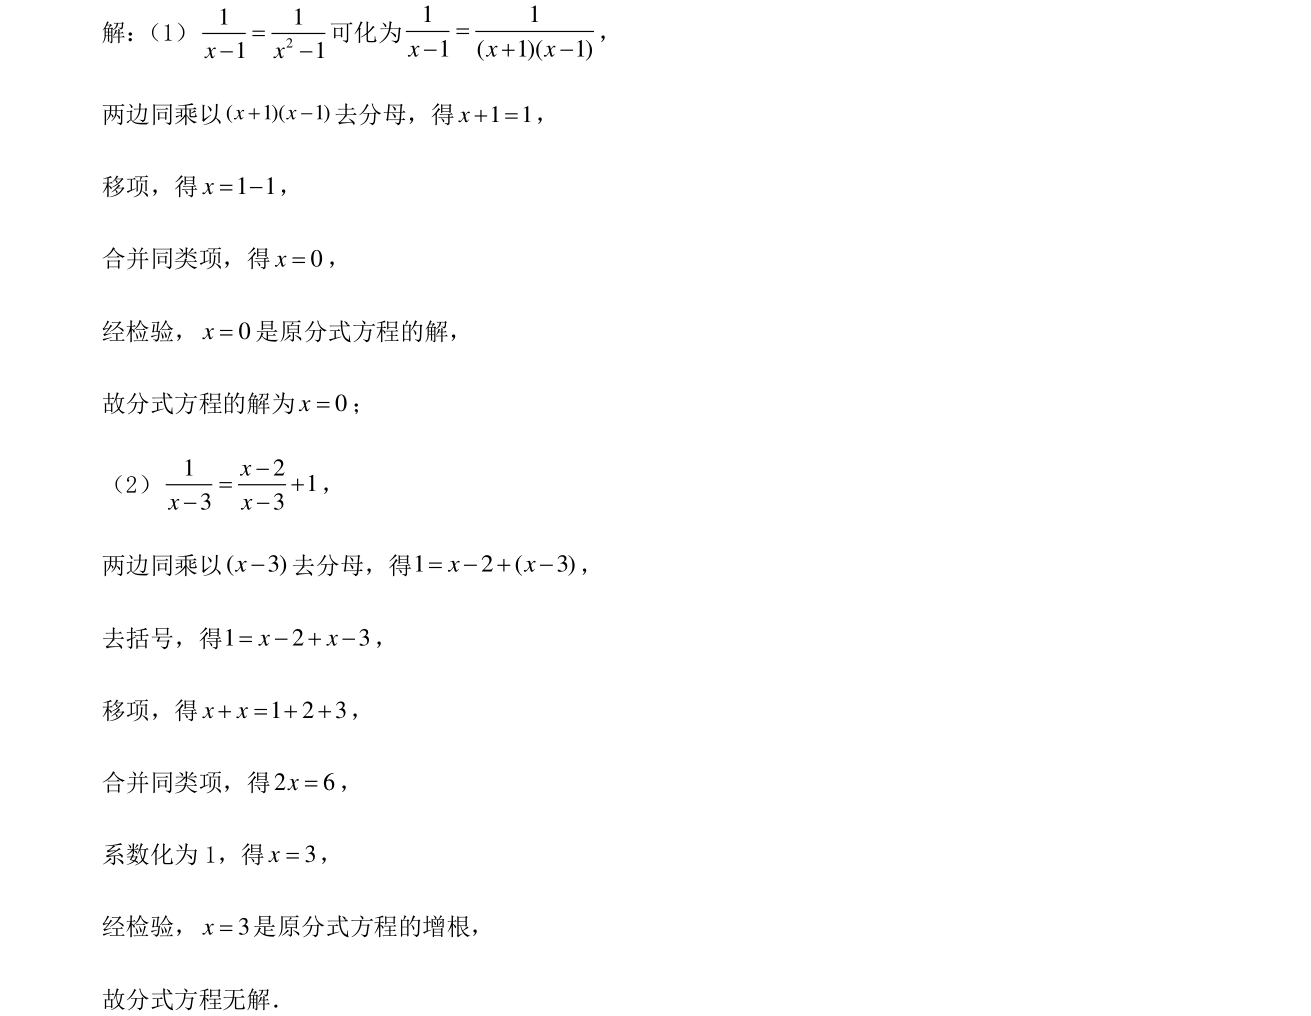 解：（1）$\frac{1}{x-1}=\frac{1}{x^2-1}$可化为$\frac{1}{x-1}=\frac{1}{(x+1)(x-1)}$，
两边同乘以$(x+1)(x-1)$去分母，得$x+1=1$，
移项，得$x=1-1$，
合并同类项，得$x=0$，
经检验，$x=0$是原分式方程的解，
故分式方程的解为$x=0$；
（2）$\frac{1}{x-3}=\frac{x-2}{x-3}+1$，
两边同乘以$(x-3)$去分母，得$1=x-2+(x-3)$，
去括号，得$1=x-2+x-3$，
移项，得$x+x=1+2+3$，
合并同类项，得$2x=6$，
系数化为 1，得$x=3$，
经检验，$x=3$是原分式方程的增根，
故分式方程无解．